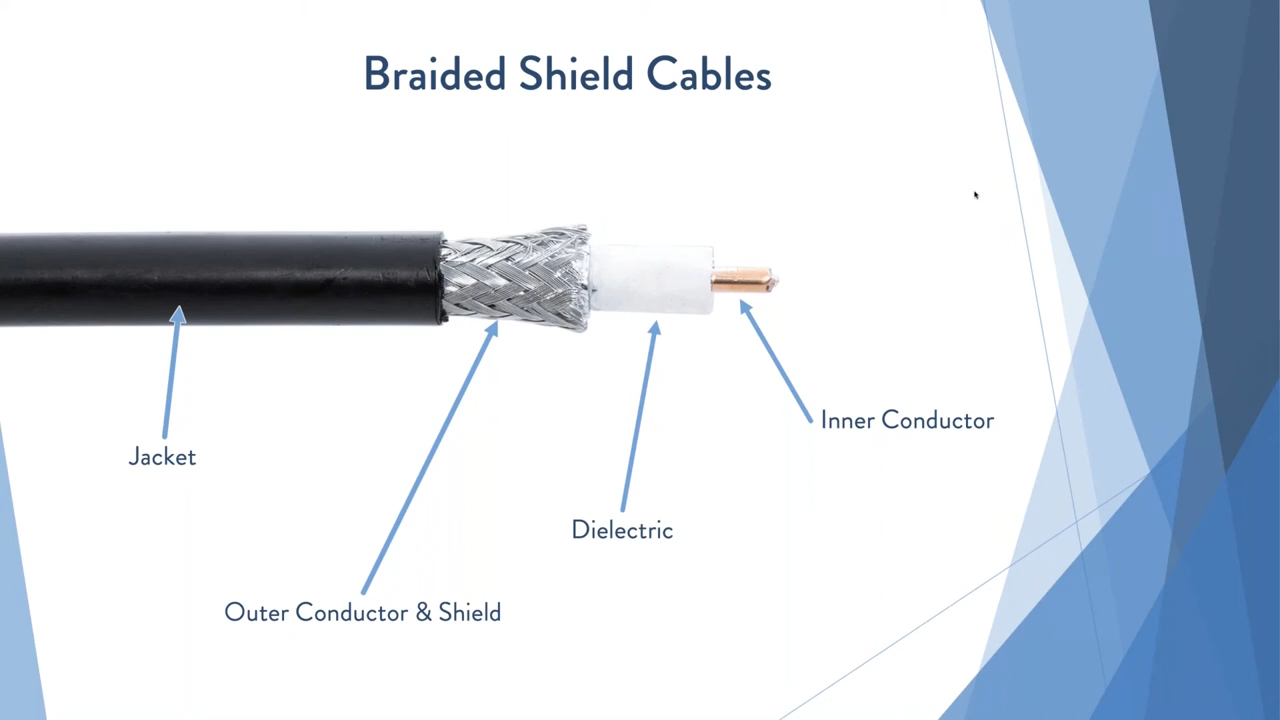 Braided Shield Cables
Inner Conductor
Jacket
Dielectric
Outer Conductor & Shield